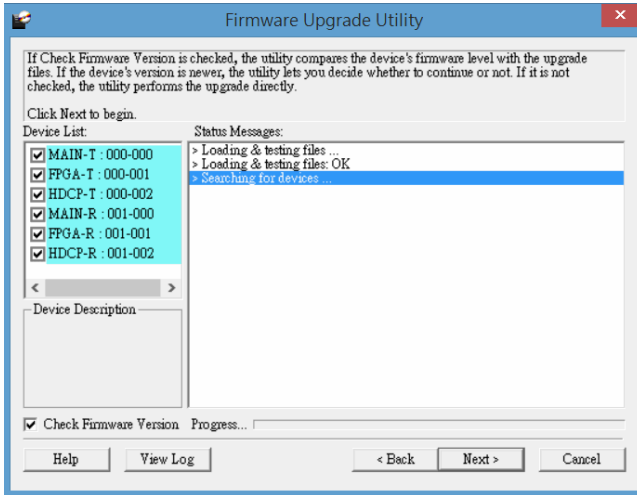 Firmware Upgrade Utility
If Check Firmware Version is checked, the utility compares the device's firmware level with the upgrade
files. If the device's version is newer, the utility lets you decide whether to continue or not. If it is not
checked, the utility performs the upgrade directly.
Click Next to begin.
Device List:
MAIN-T : 000-000
FPGA-T : 000-001
HDCP-T : 000-002
MAIN-R : 001-000
FPGA-R : 001-001
HDCP-R : 001-002
Status Messages:
> Loading & testing files ...
> Loading & testing files: OK
> Searching for devices ...
Device Description
Check Firmware Version Progress...
Help View Log < Back Next > Cancel